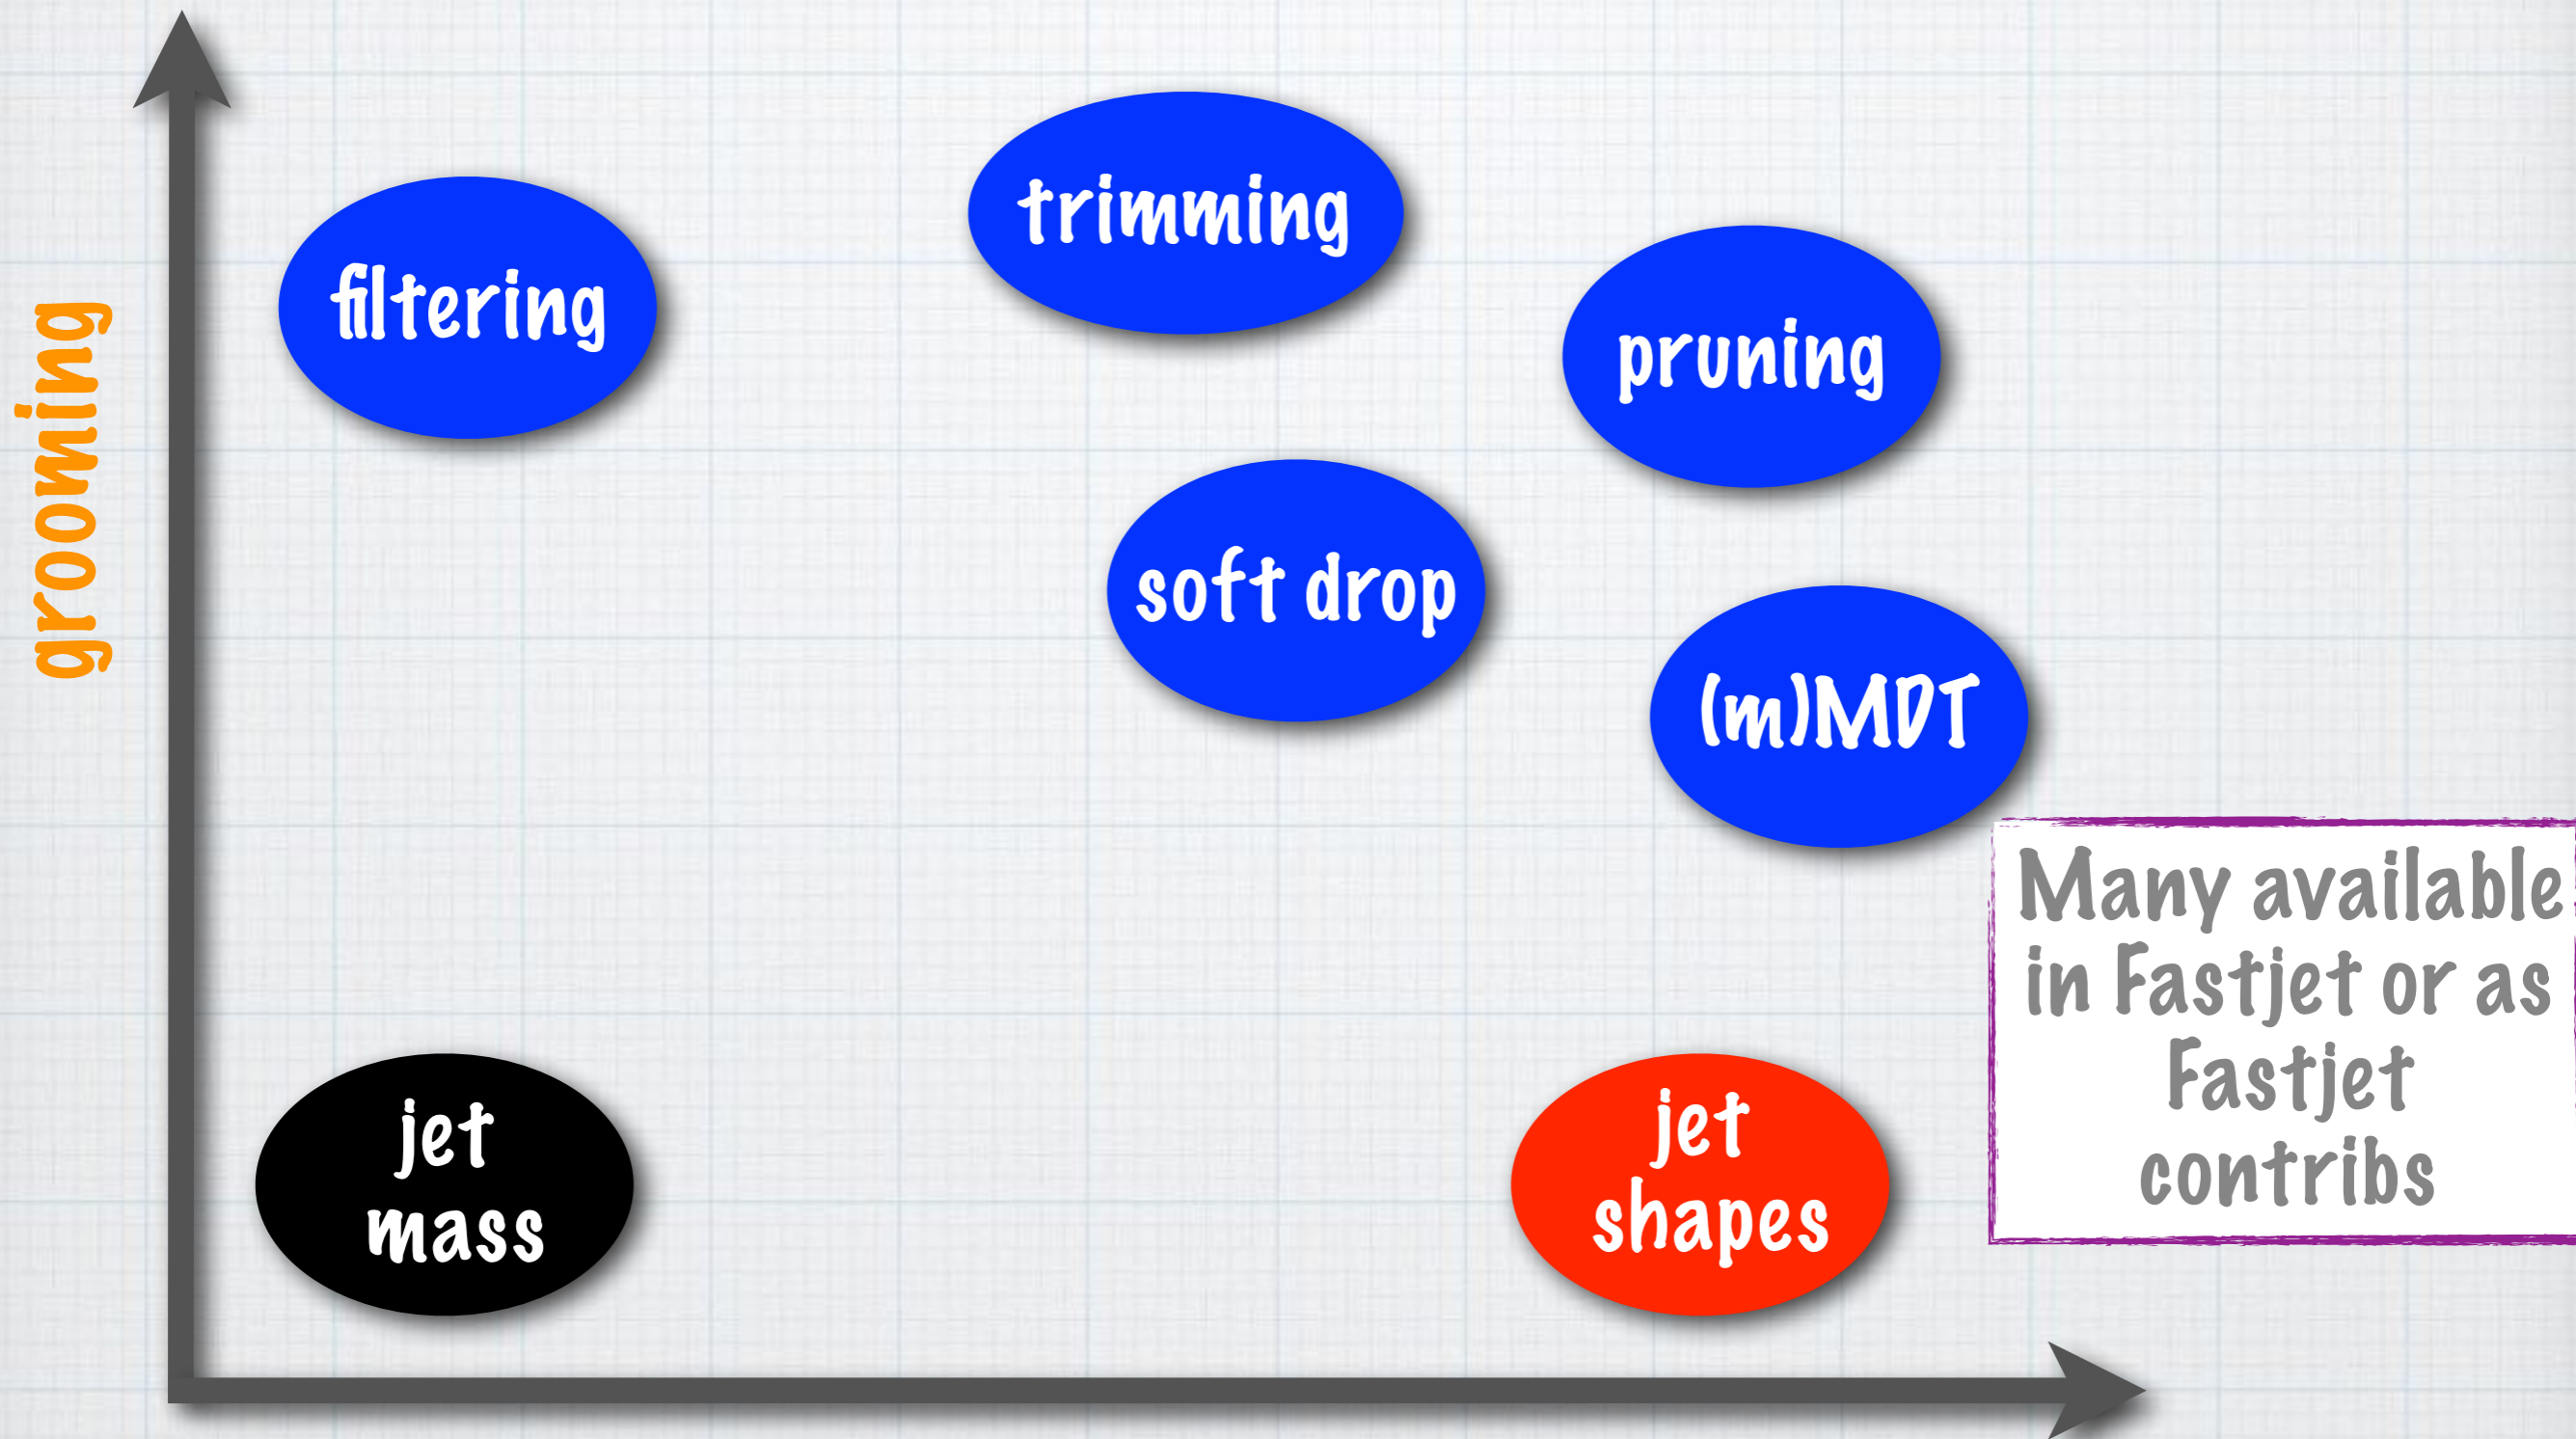 grooming
filtering
trimming
pruning
soft drop
(m)MDT
jet
mass
jet
shapes
Many available
in Fastjet or as
Fastjet
contribs